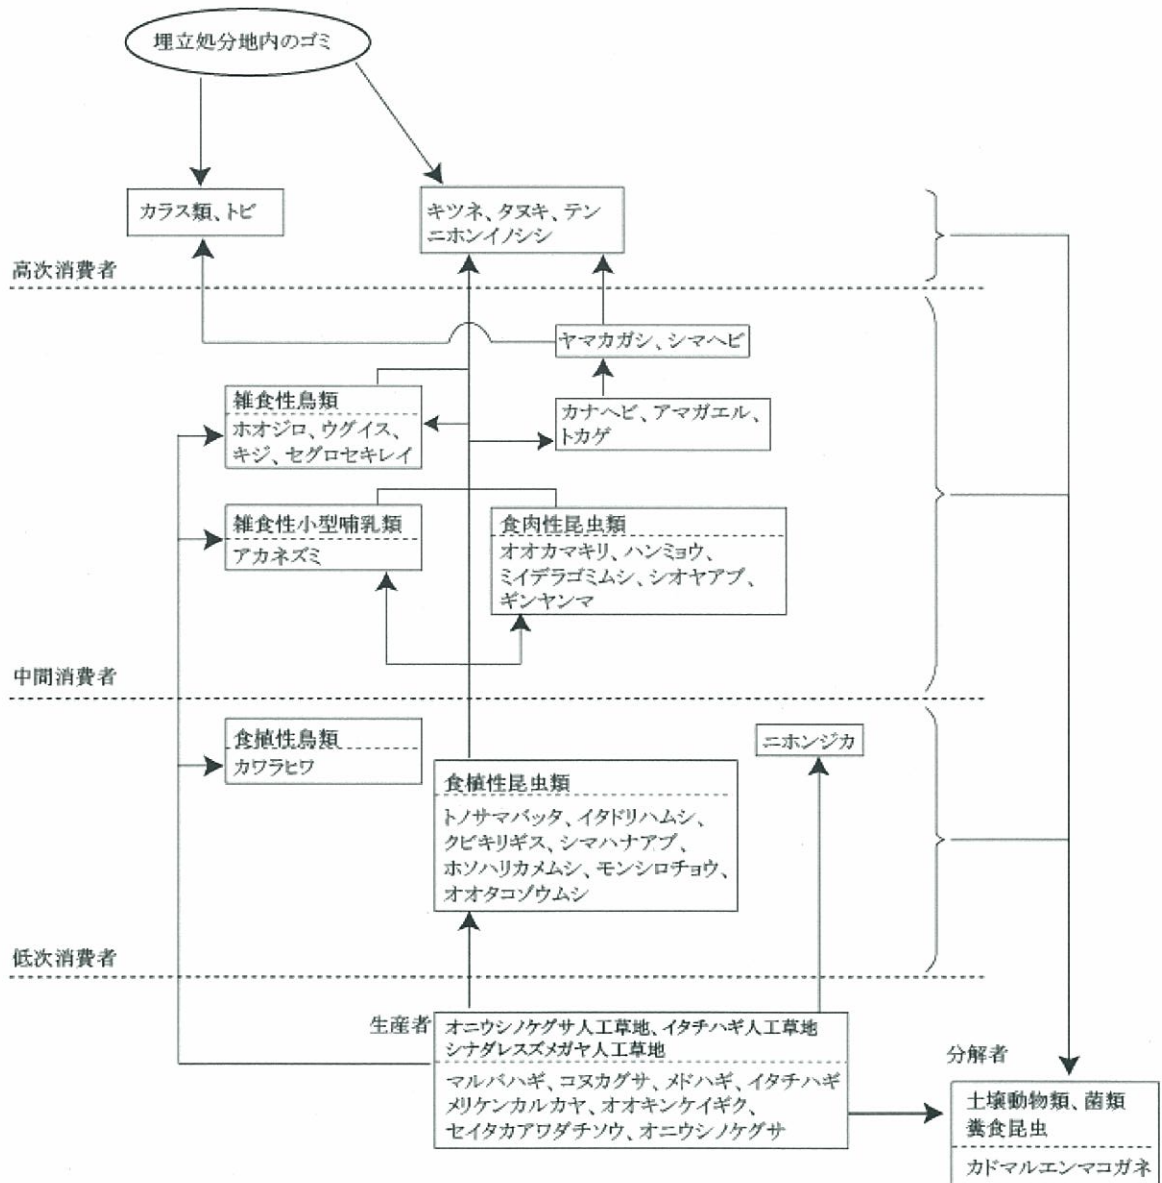 埋立処分地内のゴミ
カラス類、トビ
キツネ、タヌキ、テン
ニホンイノシシ
高次消費者
ヤマカガシ、シマヘビ
雑食性鳥類
ホオジロ、ウグイス、
キジ、セグロセキレイ
カナヘビ、アマガエル、
トカゲ
雑食性小型哺乳類
アカネズミ
食肉性昆虫類
オオカマキリ、ハンミョウ、
ミイデラゴミムシ、シオヤアブ、
ギンヤンマ
中間消費者
食植性鳥類
カワラヒワ
ニホンジカ
食植性昆虫類
トノサマバッタ、イタドリハムシ、
クビキリギス、シマハナアブ、
ホソハリカメムシ、モンシロチョウ、
オオタコゾウムシ
低次消費者
生産者
オニウシノケグサ人工草地、イタチハギ人工草地
シナダレスズメガヤ人工草地
マルバハギ、コヌカグサ、メドハギ、イタチハギ
メリケンカルカヤ、オオキンケイギク、
セイタカアワダチソウ、オニウシノケグサ
分解者
土壌動物類、菌類
糞食昆虫
カドマルエンマコガネ